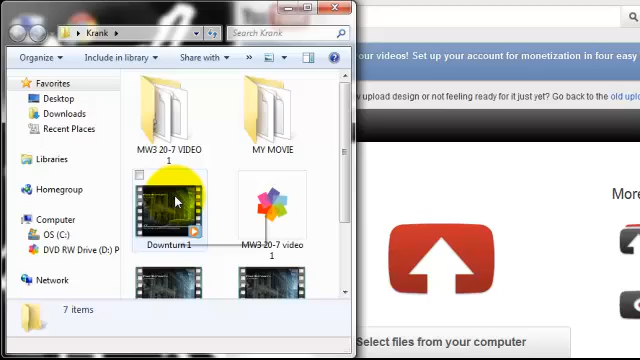 Krank
Search Krank
Organize
Include in library
Share with
»
Favorites
Desktop
Downloads
Recent Places
Libraries
Homegroup
Computer
OS (C:)
DVD RW Drive (D:) P
Network
MW3 20-7 VIDEO
1
MY MOVIE
Downturn 1
MW3 20-7 video
1
7 items
our videos! Set up your account for monetization in four easy
upload design or not feeling ready for it just yet? Go back to the old uplo
More
Select files from your computer